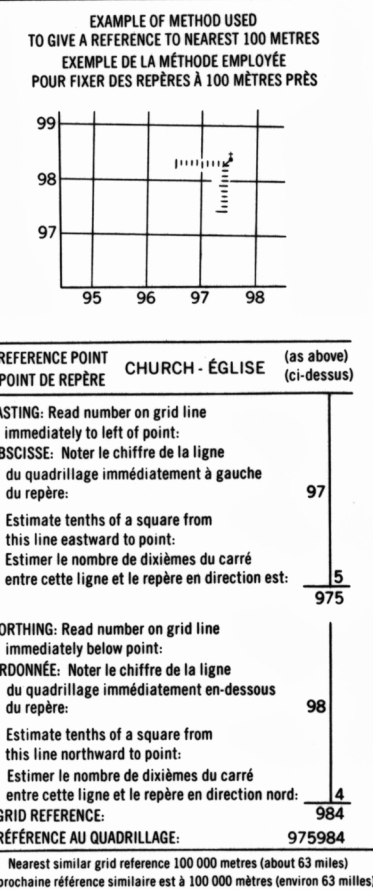 EXAMPLE OF METHOD USED
TO GIVE A REFERENCE TO NEAREST 100 METRES
EXEMPLE DE LA MÉTHODE EMPLOYÉE
POUR FIXER DES REPÈRES À 100 MÈTRES PRÈS
99
98
97
95 96 97 98
REFERENCE POINT
POINT DE REPÈRE
CHURCH - ÉGLISE
(as above)
(ci-dessus)
ASTING: Read number on grid line
immediately to left of point:
BSCISSE: Noter le chiffre de la ligne
du quadrillage immédiatement à gauche
du repère: 97
Estimate tenths of a square from
this line eastward to point:
Estimer le nombre de dixièmes du carré
entre cette ligne et le repère en direction est: 5
975
ORTHING: Read number on grid line
immediately below point:
RDONNÉE: Noter le chiffre de la ligne
du quadrillage immédiatement en-dessous
du repère: 98
Estimate tenths of a square from
this line northward to point:
Estimer le nombre de dixièmes du carré
entre cette ligne et le repère en direction nord: 4
GRID REFERENCE: 984
RÉFÉRENCE AU QUADRILLAGE: 975984
Nearest similar grid reference 100 000 metres (about 63 miles)
prochaine référence similaire est à 100 000 mètres (environ 63 milles)